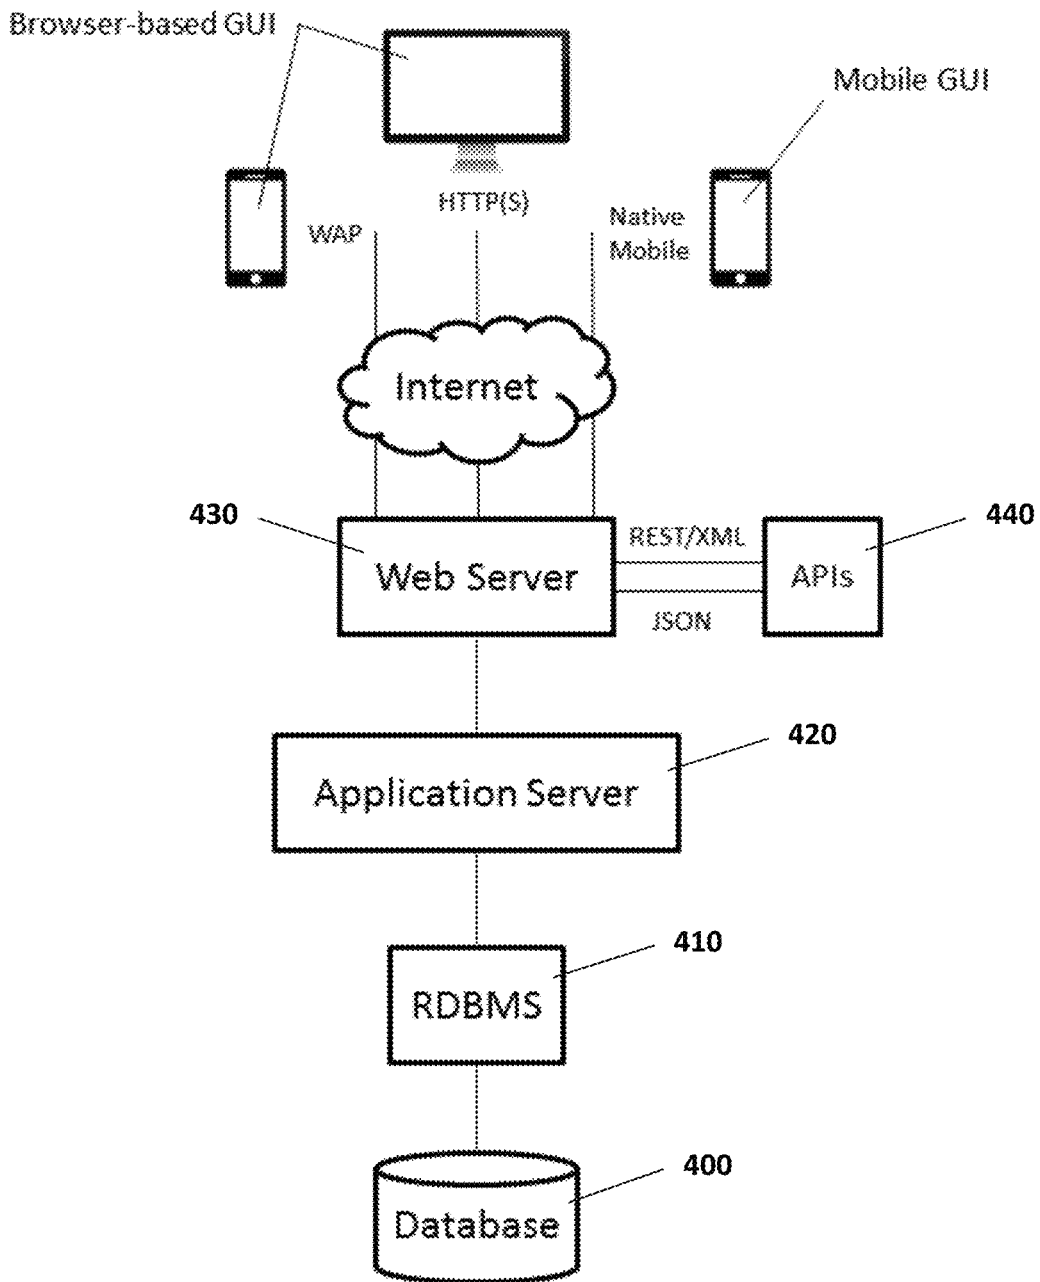 Browser-based GUI
Mobile GUI
HTTP(S)
WAP
Native
Mobile
Internet
430
REST/XML
440
Web Server
APIs
JSON
420
Application Server
410
RDBMS
400
Database